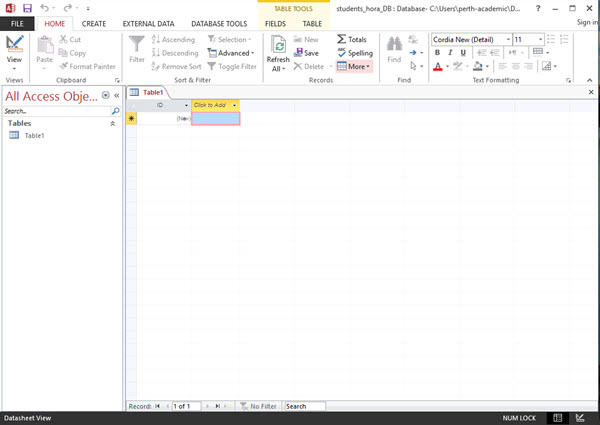 TABLE TOOLS
students_hora_DB : Database- C:\Users\perth-academic\D...
?
Sign in
FILE HOME CREATE EXTERNAL DATA DATABASE TOOLS FIELDS TABLE
View
Views
Paste
Cut
Copy
Format Painter
Clipboard
Filter
Ascending
Descending
Remove Sort
Selection
Advanced
Toggle Filter
Sort & Filter
Refresh
All
New
Save
Delete
Totals
Spelling
More
Records
Find
Find
Cordia New (Detail) 11
B I U
A
Text Formatting
All Access Obje...
Search...
Tables
Table1
Table1
ID Click to Add
(New)
Record: 1 of 1 No Filter Search
Datasheet View NUM LOCK